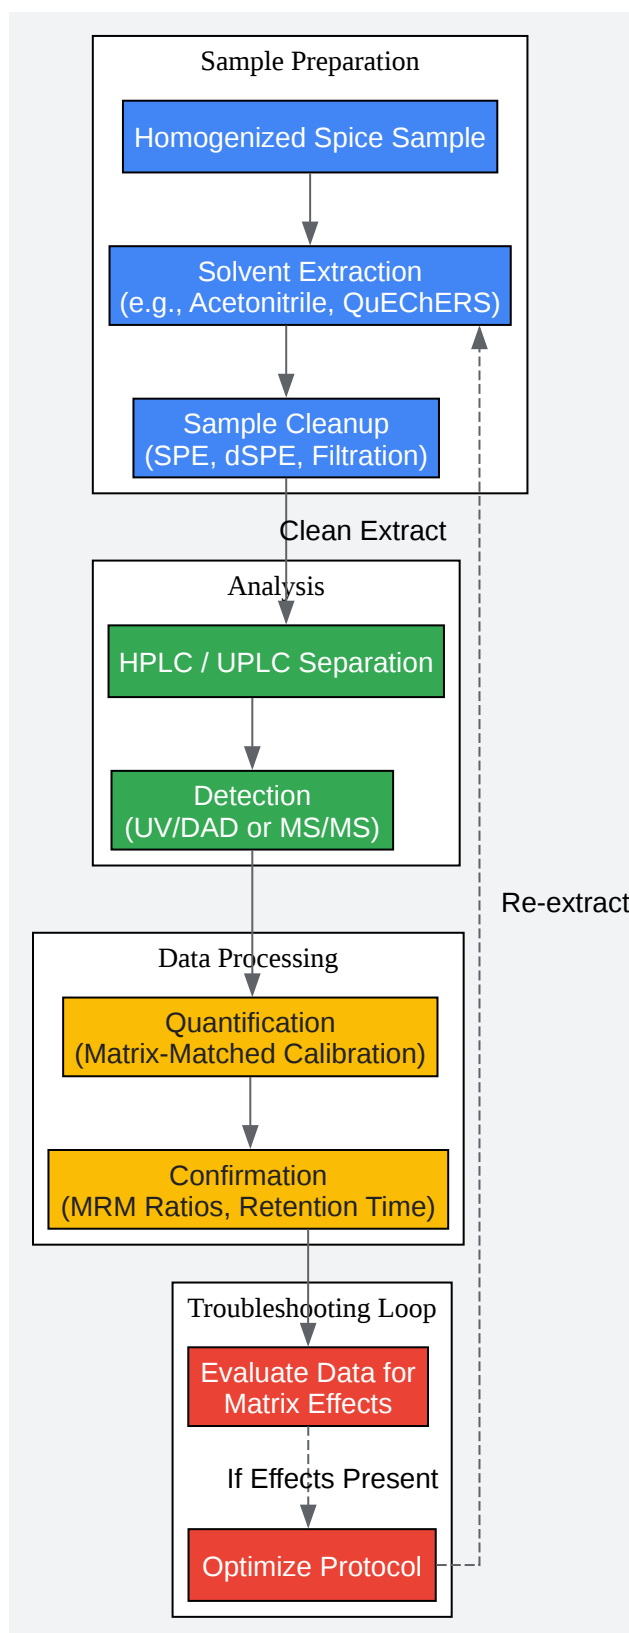 Sample Preparation
Homogenized Spice Sample
Solvent Extraction
(e.g., Acetonitrile, QuEChERS)
Sample Cleanup
(SPE, dSPE, Filtration)
Clean Extract
Analysis
HPLC / UPLC Separation
Detection
(UV/DAD or MS/MS)
Re-extract
Data Processing
Quantification
(Matrix-Matched Calibration)
Confirmation
(MRM Ratios, Retention Time)
Troubleshooting Loop
Evaluate Data for
Matrix Effects
If Effects Present
Optimize Protocol